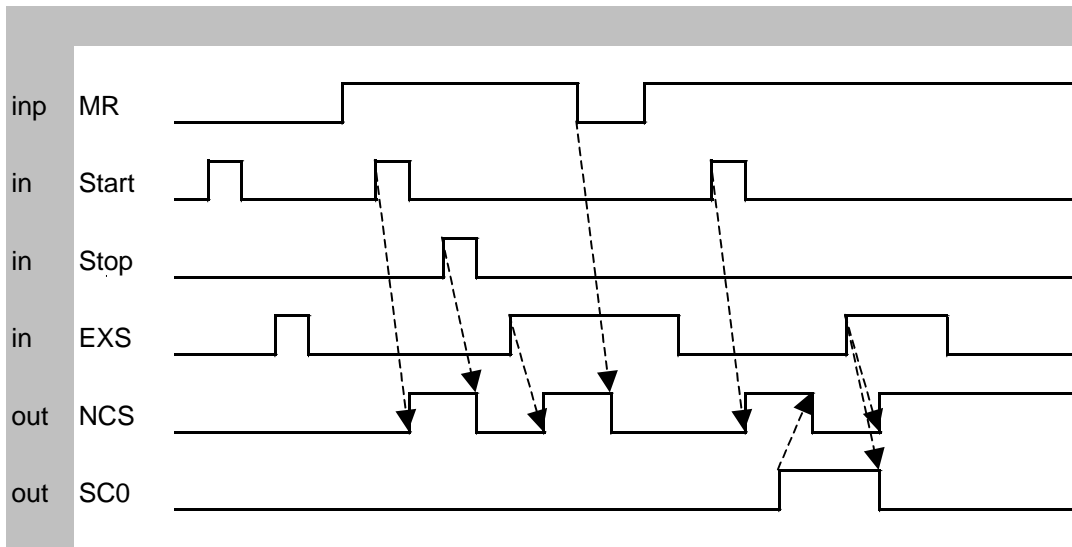 inp MR
in Start
in Stop
in EXS
out NCS
out SC0